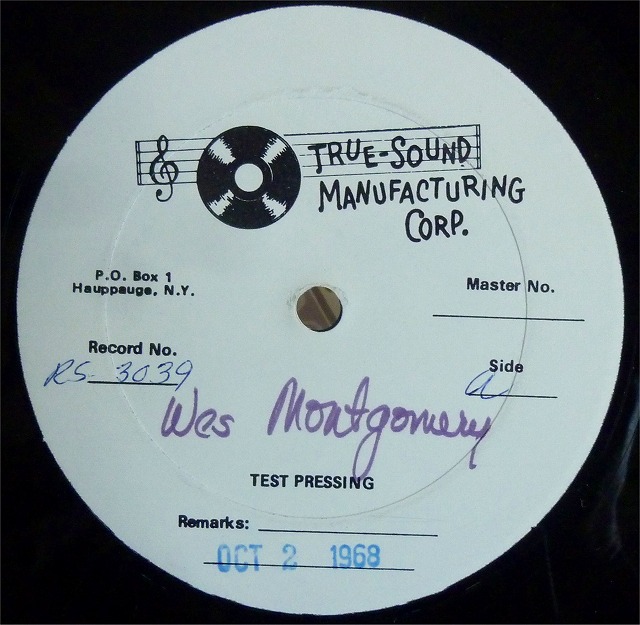 TRUE-SOUND
MANUFACTURING
CORP.
P.O. Box 1
Hauppauge, N.Y.
Master No.
Record No.
RS-3039
Side
a
Wes Montgomery
TEST PRESSING
Remarks:
OCT 2 1968